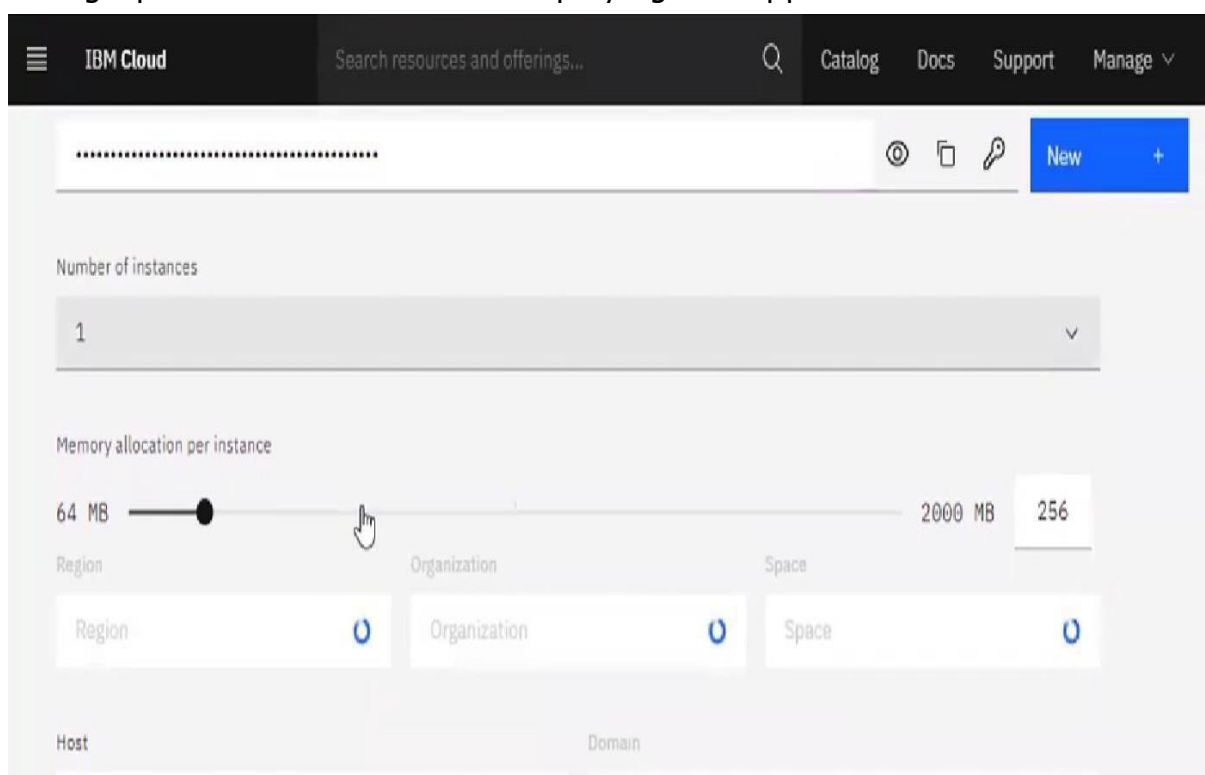 IBM Cloud Search resources and offerings... Catalog Docs Support Manage
New +
Number of instances
1
Memory allocation per instance
64 MB 2000 MB 256
Region Organization Space
Region Organization Space
Host Domain